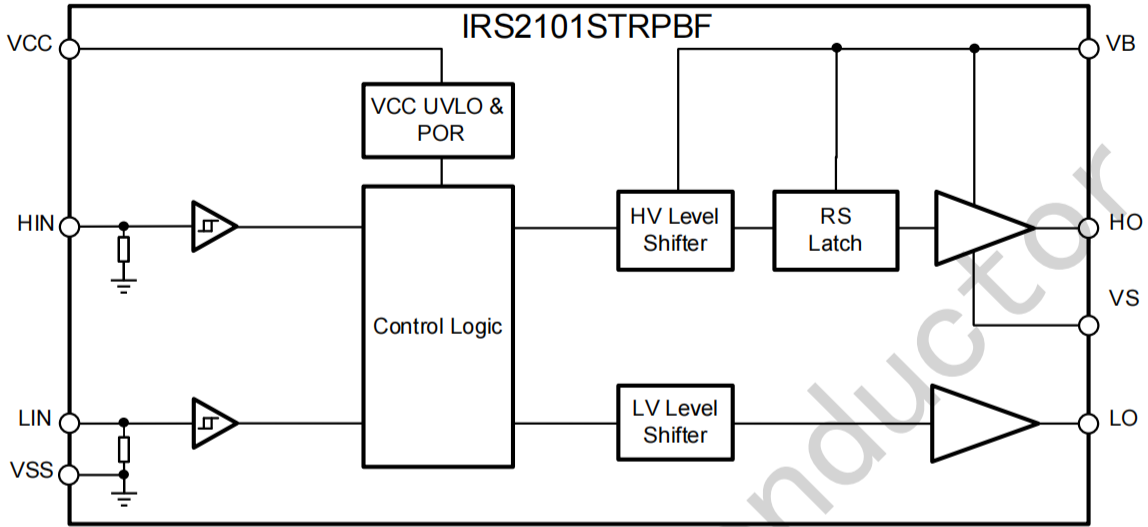 IRS2101STRPBF
VCC
VB
VCC UVLO &
POR
HIN
HV Level
Shifter
RS
Latch
HO
VS
Control Logic
LIN
LV Level
Shifter
LO
VSS
nductor